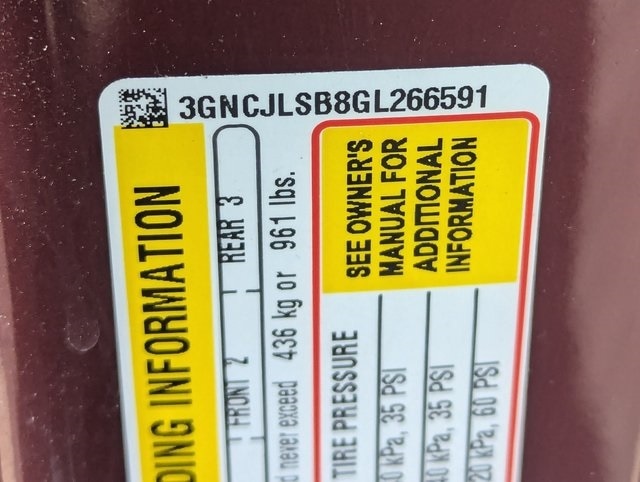 3GNCJLSB8GL266591
INFORMATION
FRONT 2 REAR 3
never exceed 436 kg or 961 lbs.
TIRE PRESSURE
SEE OWNER'S
MANUAL FOR
ADDITIONAL
INFORMATION
kPa, 35 PSI
kPa, 35 PSI
kPa, 60 PSI